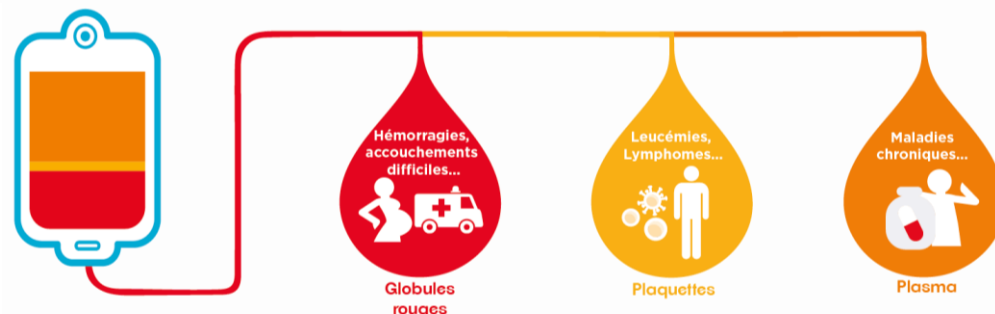 Hémorragies,
accouchements
difficiles...
Globules
rouges
Leucémies,
Lymphomes...
Plaquettes
Maladies
chroniques...
Plasma